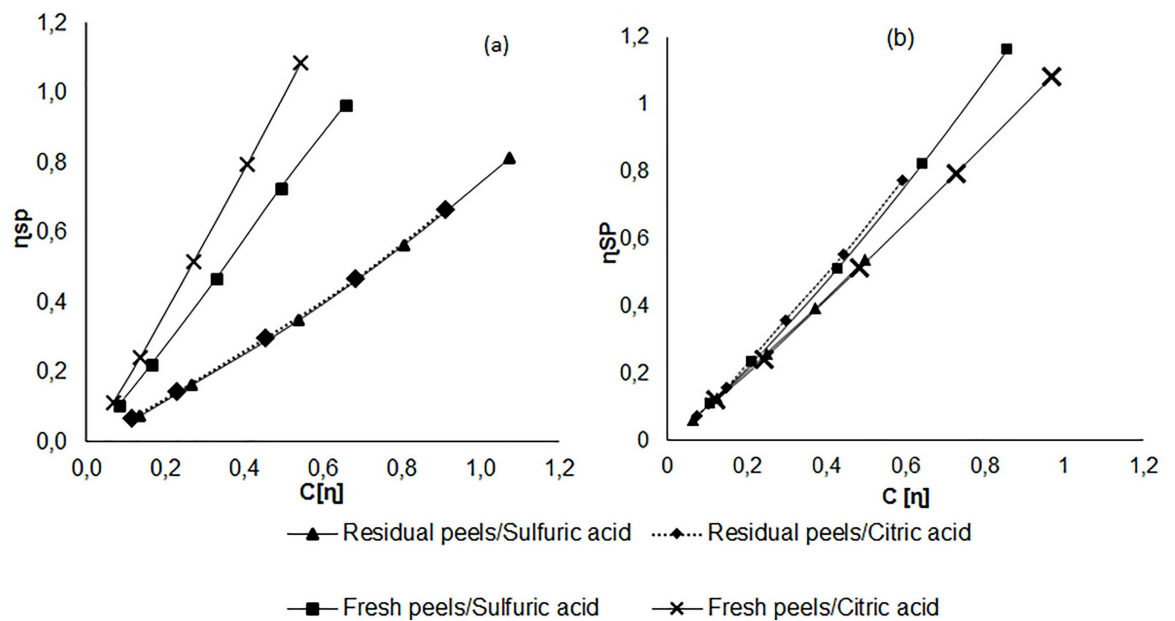 (a)
1,2
1,0
0,8
0,6
0,4
0,2
0,0
ηsp
0,0 0,2 0,4 0,6 0,8 1,0 1,2
C[η]
(b)
1,2
1
0,8
0,6
0,4
0,2
0
ηSP
0 0,2 0,4 0,6 0,8 1 1,2
C [η]
Residual peels/Sulfuric acid
Residual peels/Citric acid
Fresh peels/Sulfuric acid
Fresh peels/Citric acid